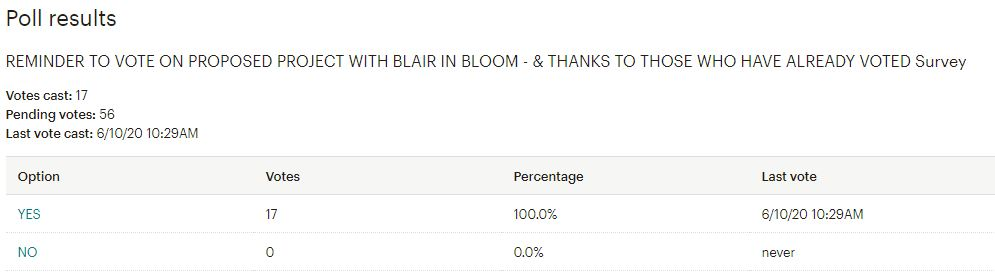 Poll results
REMINDER TO VOTE ON PROPOSED PROJECT WITH BLAIR IN BLOOM - & THANKS TO THOSE WHO HAVE ALREADY VOTED Survey
Votes cast: 17
Pending votes: 56
Last vote cast: 6/10/20 10:29AM
Option Votes Percentage Last vote
YES 17 100.0% 6/10/20 10:29AM
NO 0 0.0% never